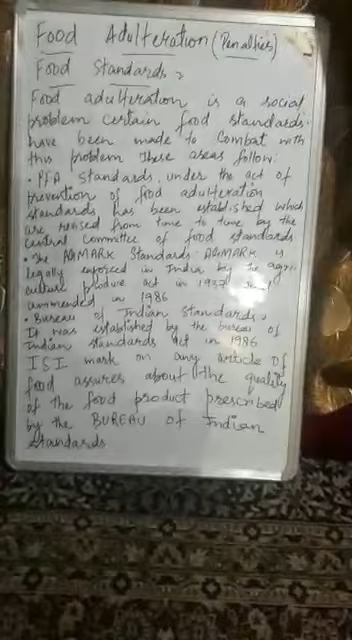 Food Adulteration (Penalties)
Food Standards:
Food adulteration is a social
problem certain food standards
have been made to combat with
this problem These areas follow:
• PFA Standards, under the act of
prevention of food adulteration
standards has been established which
are revised from time to time by the
central committee of food standards
• The AGMARK Standards: AGMARK is
legally enforced in India by the agri
culture produce act in 1937
ammended in 1986
• Bureau of Indian Standards:
It was established by the bureau of
Indian standards act in 1986
ISI mark on any article of
food assures about the quality
of the food product prescribed
by the BUREAU of Indian
Standards